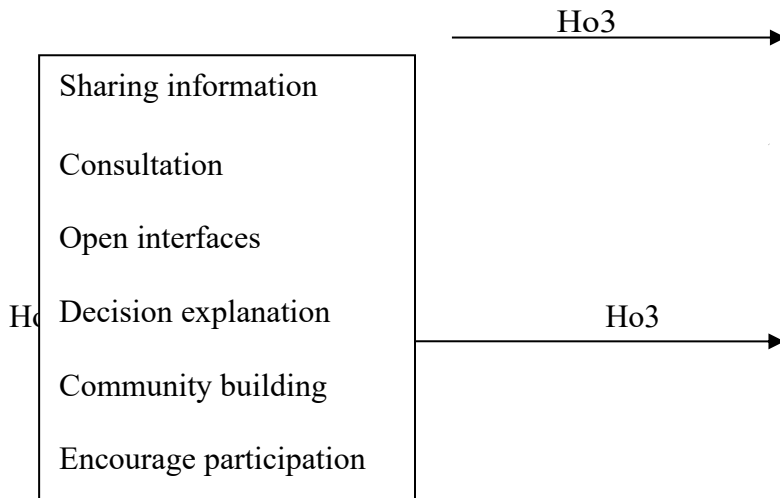 Ho3
Sharing information
Consultation
Open interfaces
Decision explanation
Ho3
Community building
Encourage participation